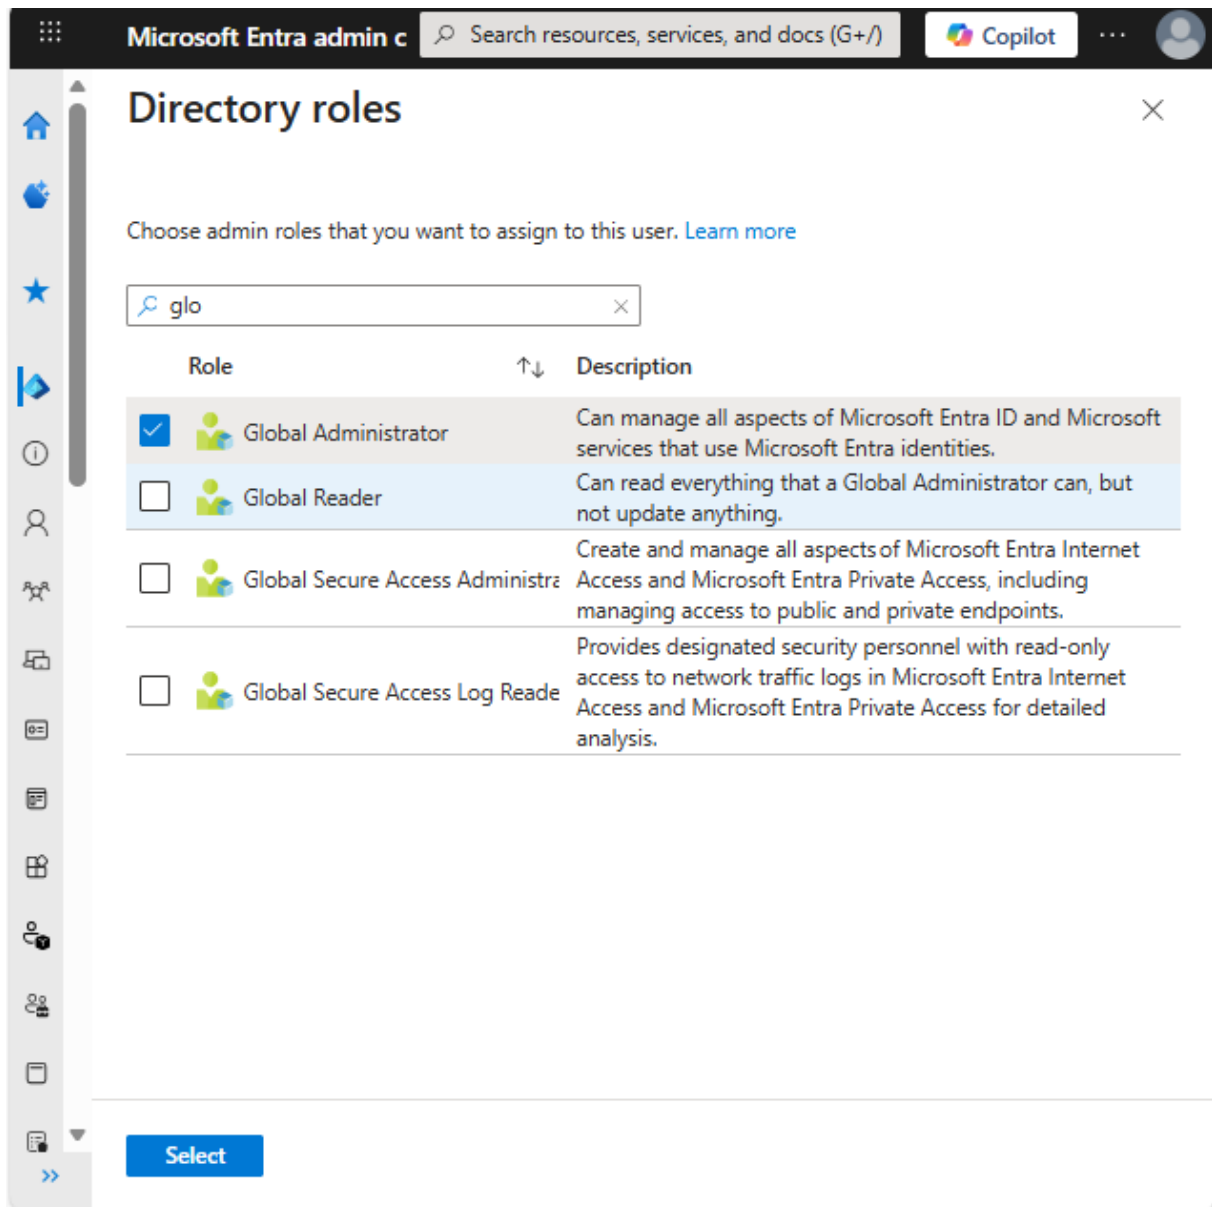 Microsoft Entra admin c
Search resources, services, and docs (G+/)
Copilot
Directory roles
Choose admin roles that you want to assign to this user. Learn more
glo
Role
Description
Global Administrator
Can manage all aspects of Microsoft Entra ID and Microsoft
services that use Microsoft Entra identities.
Global Reader
Can read everything that a Global Administrator can, but
not update anything.
Global Secure Access Administra
Create and manage all aspects of Microsoft Entra Internet
Access and Microsoft Entra Private Access, including
managing access to public and private endpoints.
Global Secure Access Log Reade
Provides designated security personnel with read-only
access to network traffic logs in Microsoft Entra Internet
Access and Microsoft Entra Private Access for detailed
analysis.
Select